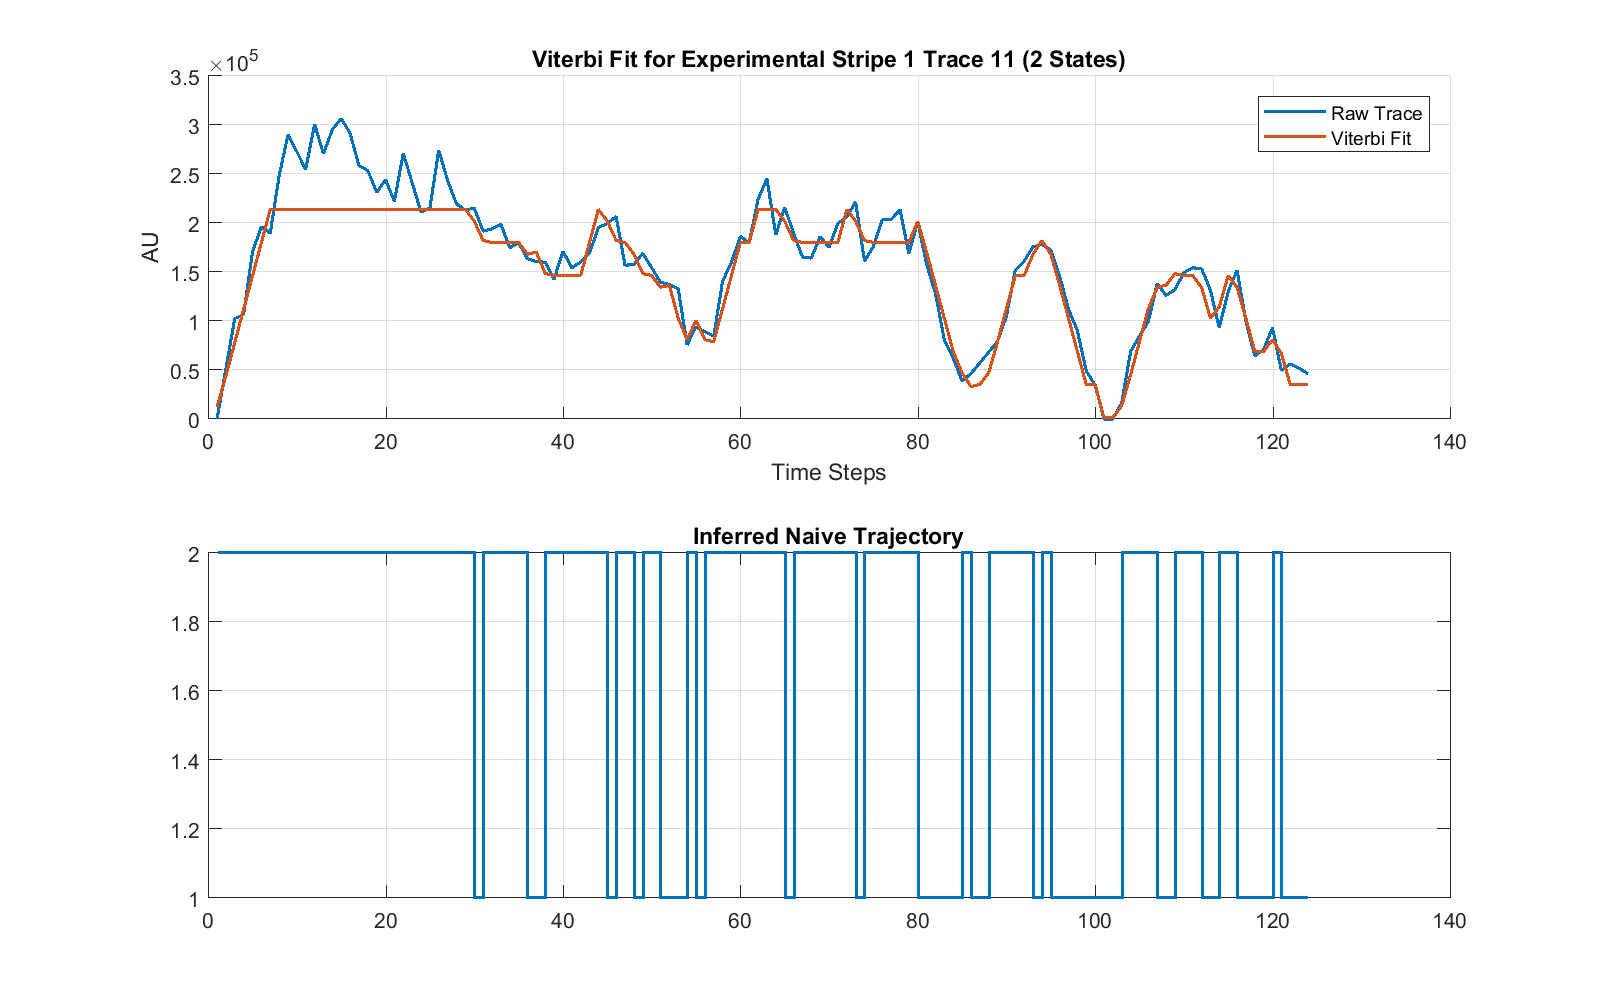 Viterbi Fit for Experimental Stripe 1 Trace 11 (2 States)
×10^5
3.5
3
2.5
2
1.5
1
0.5
0
AU
Raw Trace
Viterbi Fit
0 20 40 60 80 100 120 140
Time Steps
Inferred Naive Trajectory
2
1.8
1.6
1.4
1.2
1
0 20 40 60 80 100 120 140